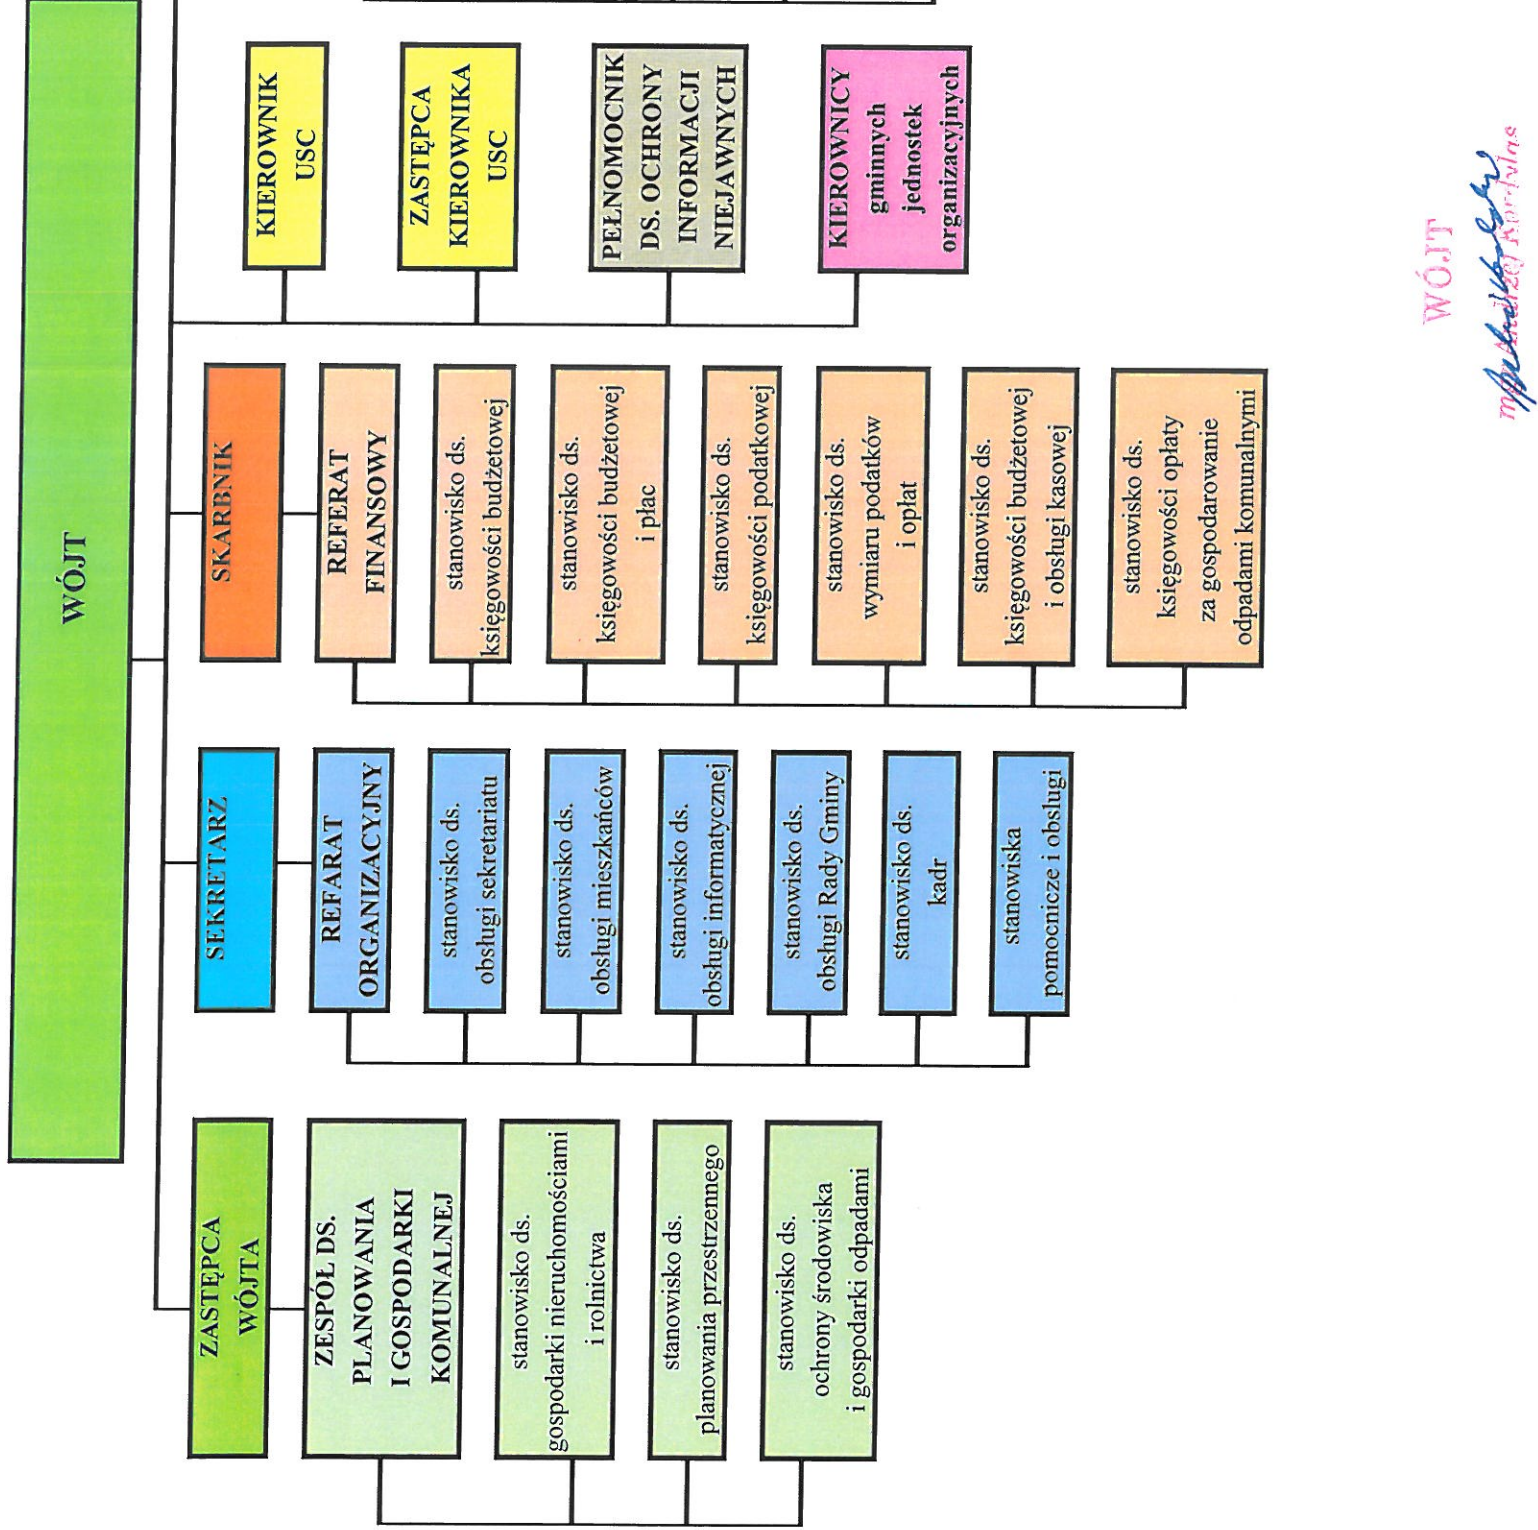 WÓJT
ZASTĘPCA
WÓJTA
ZESPÓŁ DS.
PLANOWANIA
I GOSPODARKI
KOMUNALNEJ
stanowisko ds.
gospodarki nieruchomościami
i rolnictwa
stanowisko ds.
planowania przestrzennego
stanowisko ds.
ochrony środowiska
i gospodarki odpadami
SEKRETARZ
REFARAT
ORGANIZACYJNY
stanowisko ds.
obsługi sekretariatu
stanowisko ds.
obsługi mieszkańców
stanowisko ds.
obsługi informatycznej
stanowisko ds.
obsługi Rady Gminy
stanowisko ds.
kadr
stanowiska
pomocnicze i obsługi
SKARBNIK
REFERAT
FINANSOWY
stanowisko ds.
księgowości budżetowej
stanowisko ds.
księgowości budżetowej
i płac
stanowisko ds.
księgowości podatkowej
stanowisko ds.
wymiaru podatków
i opłat
stanowisko ds.
księgowości budżetowej
i obsługi kasowej
stanowisko ds.
księgowości opłaty
za gospodarowanie
odpadami komunalnymi
KIEROWNIK
USC
ZASTĘPCA
KIEROWNIKA
USC
PEŁNOMOCNIK
DS. OCHRONY
INFORMACJI
NIEJAWNYCH
KIEROWNICY
gminnych
jednostek
organizacyjnych
WÓJT
Andrzej